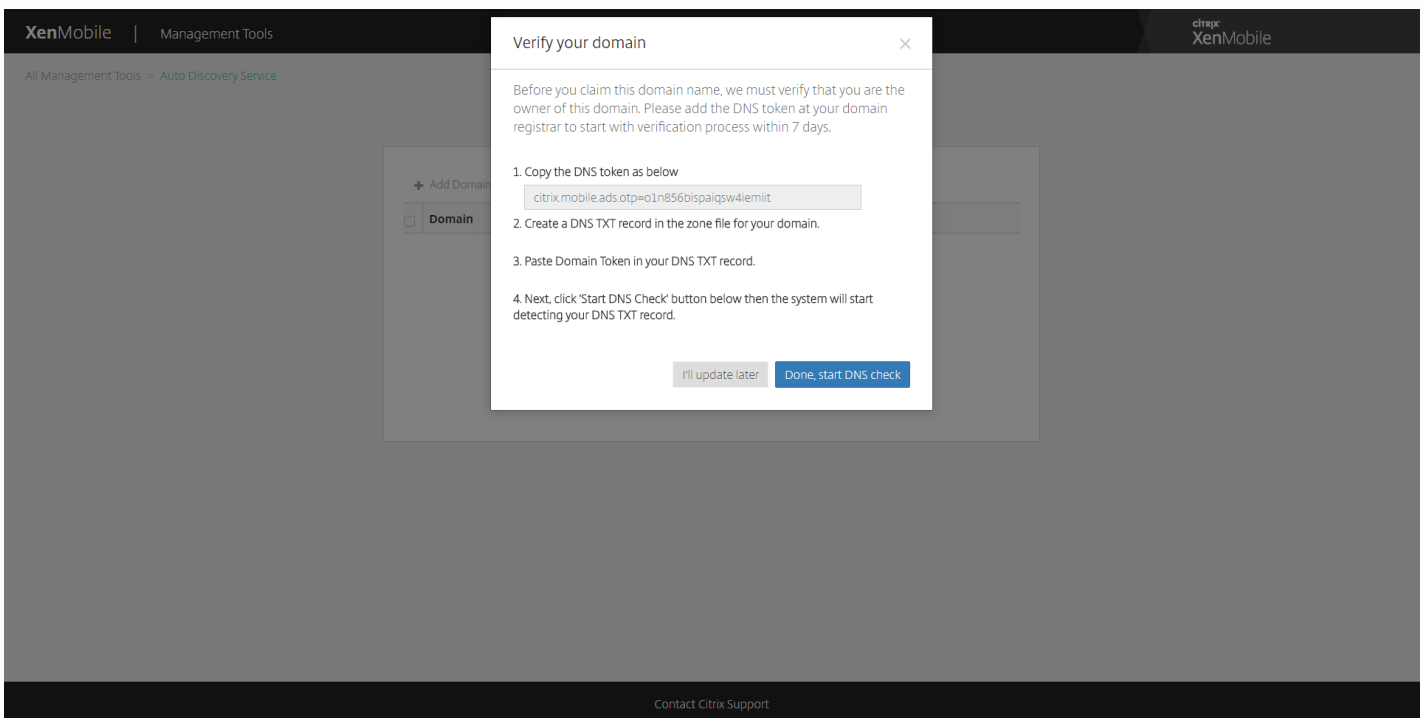 XenMobile | Management Tools
citrix
XenMobile
All Management Tools > Auto Discovery Service
+ Add Domain
Domain
Verify your domain
×
Before you claim this domain name, we must verify that you are the
owner of this domain. Please add the DNS token at your domain
registrar to start with verification process within 7 days.
1. Copy the DNS token as below
citrix.mobile.ads.otp=o1n856bispaiqsw4iemiit
2. Create a DNS TXT record in the zone file for your domain.
3. Paste Domain Token in your DNS TXT record.
4. Next, click 'Start DNS Check' button below then the system will start
detecting your DNS TXT record.
I'll update later
Done, start DNS check
Contact Citrix Support